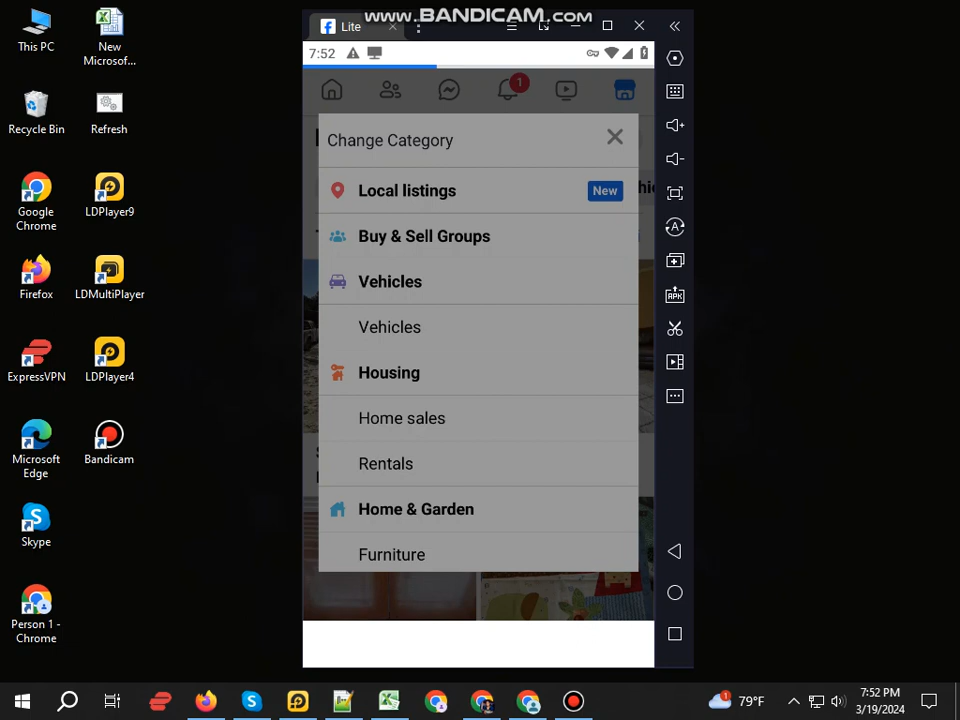 www.BANDICAM.com
This PC
New
Microsof...
Recycle Bin
Refresh
Google
Chrome
LDPlayer9
Firefox
LDMultiPlayer
ExpressVPN
LDPlayer4
Microsoft
Edge
Bandicam
Skype
Person 1 -
Chrome
Lite
7:52
1
Change Category
Local listings
New
Buy & Sell Groups
Vehicles
Vehicles
Housing
Home sales
Rentals
Home & Garden
Furniture
APK
79°F
7:52 PM
3/19/2024